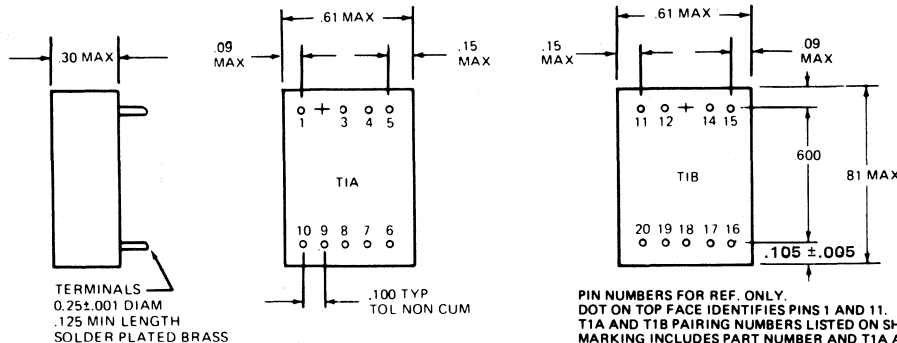 .61 MAX
.61 MAX
.30 MAX
.09 MAX
.15 MAX
.15 MAX
.09 MAX
1 3 4 5
11 12 14 15
T1A
T1B
.600
.81 MAX
10 9 8 7 6
20 19 18 17 16
.105 ±.005
TERMINALS
0.25±.001 DIAM
.125 MIN LENGTH
SOLDER PLATED BRASS
.100 TYP
TOL NON CUM
PIN NUMBERS FOR REF. ONLY.
DOT ON TOP FACE IDENTIFIES PINS 1 AND 11.
T1A AND T1B PAIRING NUMBERS LISTED ON
MARKING INCLUDES PART NUMBER AND T1A